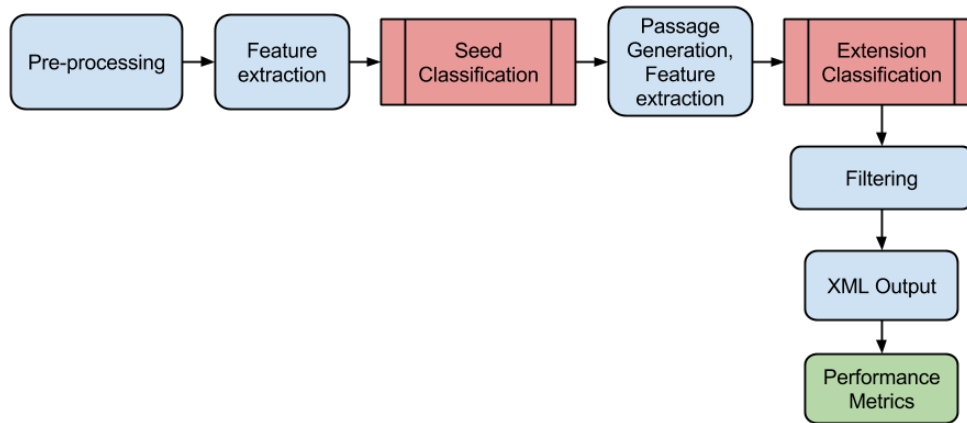 Pre-processing
Feature
extraction
Seed
Classification
Passage
Generation,
Feature
extraction
Extension
Classification
Filtering
XML Output
Performance
Metrics